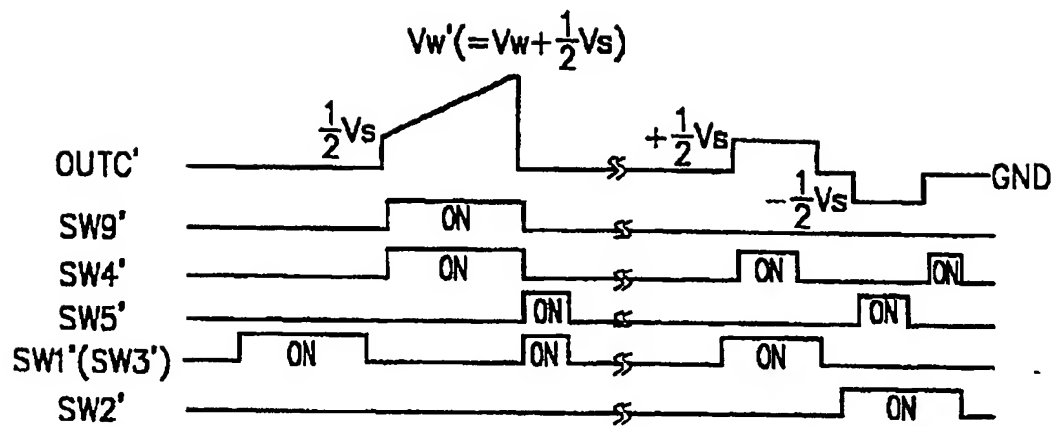 Vw'(=Vw+1/2Vs)
1/2Vs
+1/2Vs
OUTC'
GND
-1/2Vs
SW9'
ON
SW4'
ON
ON
ON
SW5'
ON
ON
SW1'(SW3')
ON
ON
ON
SW2'
ON